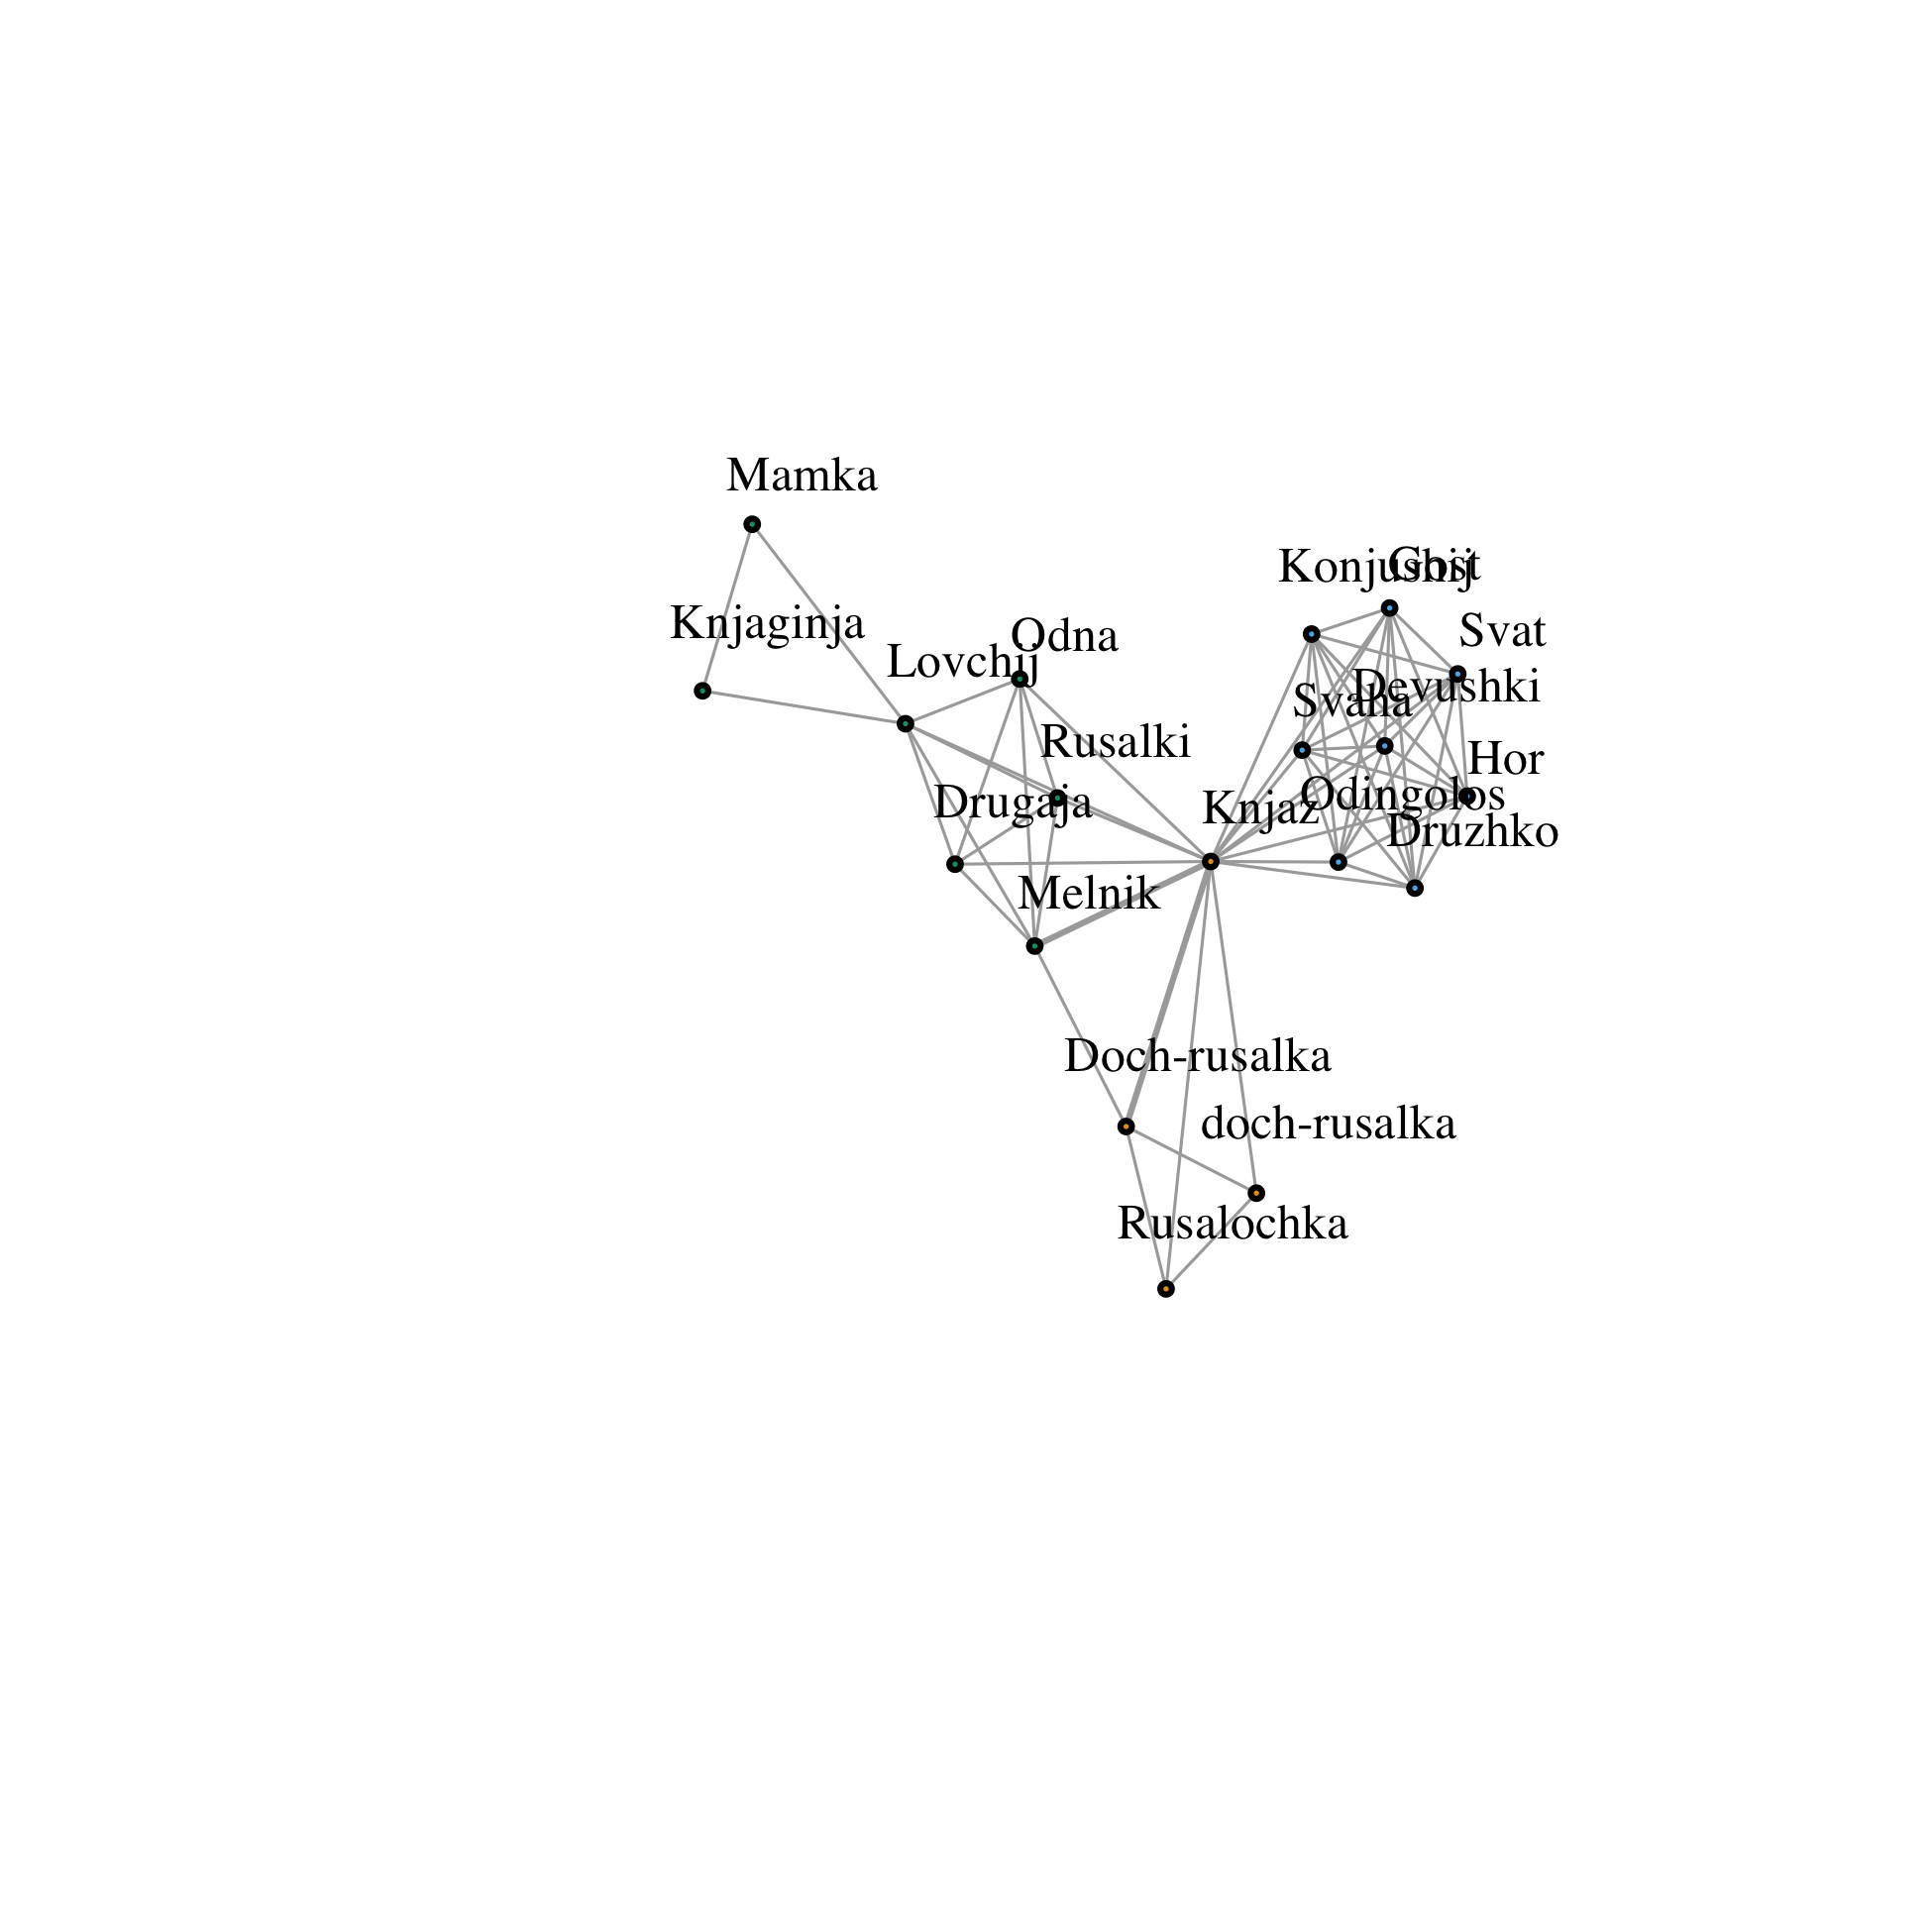 Mamka
Konjushij
Gost
Knjaginja
Odna
Svat
Lovchij
Devushki
Svaha
Rusalki
Hor
Odingolos
Drugaja
Knjaz
Druzhko
Melnik
Doch-rusalka
doch-rusalka
Rusalochka